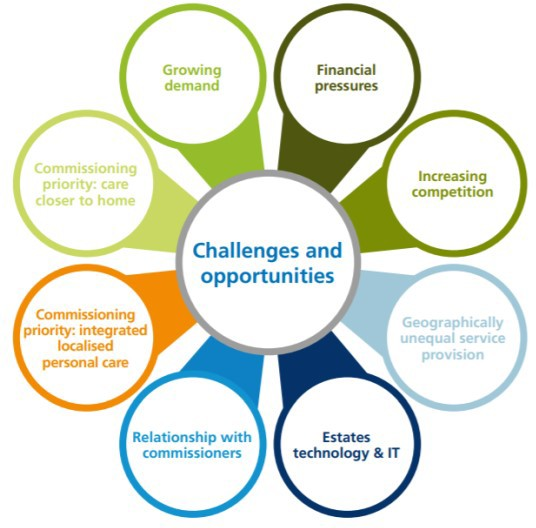 Growing
demand
Financial
pressures
Commissioning
priority: care
closer to home
Increasing
competition
Challenges and
opportunities
Commissioning
priority: integrated
localised
personal care
Geographically
unequal service
provision
Relationship with
commissioners
Estates
technology & IT